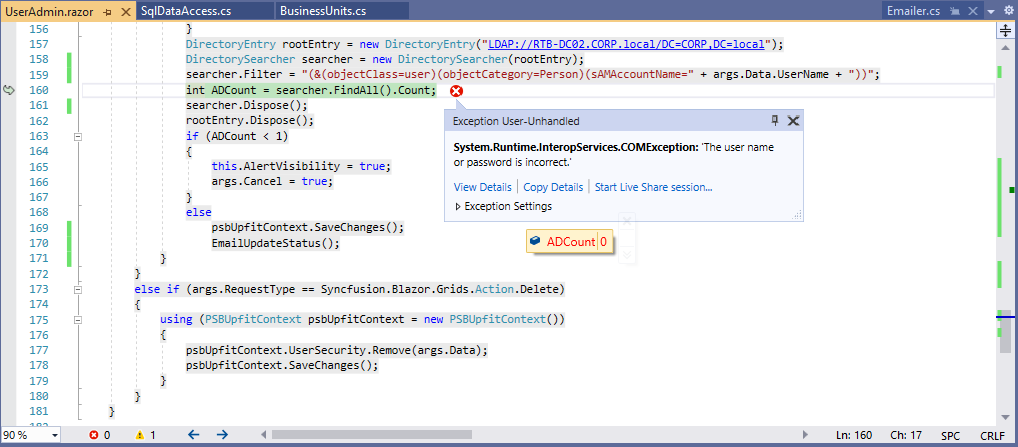 UserAdmin.razor SqlDataAccess.cs BusinessUnits.cs Emailer.cs
156 }
157 DirectoryEntry rootEntry = new DirectoryEntry("LDAP://RTB-DC02.CORP.local/DC=CORP,DC=local");
158 DirectorySearcher searcher = new DirectorySearcher(rootEntry);
159 searcher.Filter = "(&(objectClass=user)(objectCategory=Person)(sAMAccountName=" + args.Data.UserName + "))";
160 int ADCount = searcher.FindAll().Count;
161 searcher.Dispose();
162 rootEntry.Dispose();
163 if (ADCount < 1)
164 {
165 this.AlertVisibility = true;
166 args.Cancel = true;
167 }
168 else
169 psbUpfitContext.SaveChanges();
170 EmailUpdateStatus();
171 }
172 }
173 else if (args.RequestType == Syncfusion.Blazor.Grids.Action.Delete)
174 {
175 using (PSBUpfitContext psbUpfitContext = new PSBUpfitContext())
176 {
177 psbUpfitContext.UserSecurity.Remove(args.Data);
178 psbUpfitContext.SaveChanges();
179 }
180 }
181 }
Exception User-Unhandled
System.Runtime.InteropServices.COMException: 'The user name
or password is incorrect.'
View Details | Copy Details | Start Live Share session...
Exception Settings
ADCount 0
90 % 0 1 Ln: 160 Ch: 17 SPC CRLF